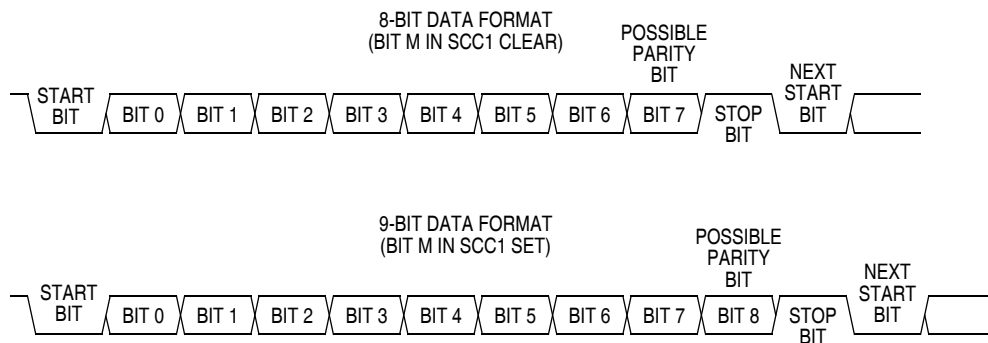 8-BIT DATA FORMAT
(BIT M IN SCC1 CLEAR)
POSSIBLE
PARITY
BIT
NEXT
START
BIT
START
BIT
BIT 0
BIT 1
BIT 2
BIT 3
BIT 4
BIT 5
BIT 6
BIT 7
STOP
BIT
9-BIT DATA FORMAT
(BIT M IN SCC1 SET)
POSSIBLE
PARITY
BIT
NEXT
START
BIT
START
BIT
BIT 0
BIT 1
BIT 2
BIT 3
BIT 4
BIT 5
BIT 6
BIT 7
BIT 8
STOP
BIT